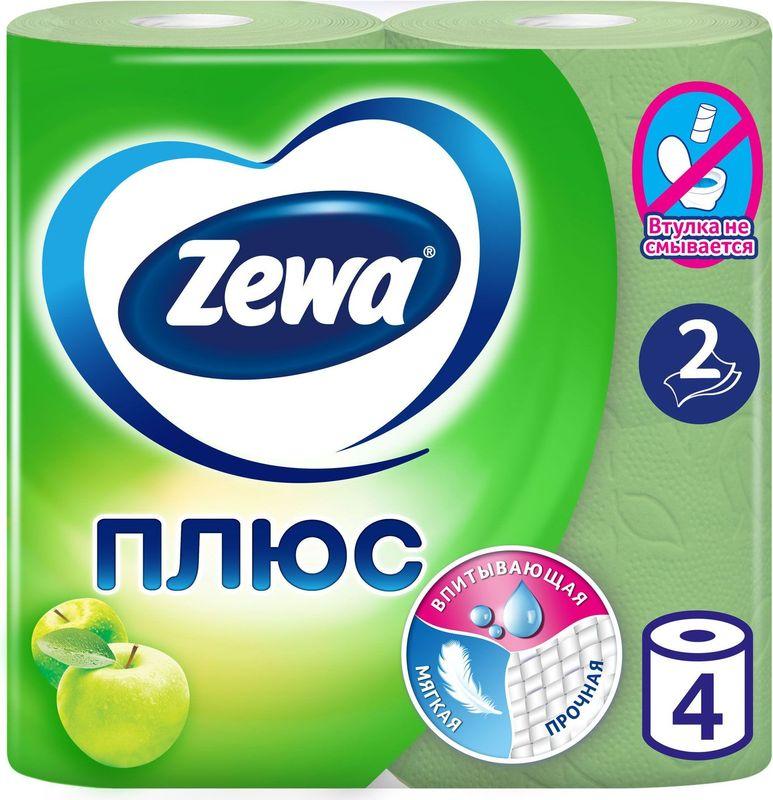 Zewa®
плюс
Втулка не
смывается
2
ВПИТЫВАЮЩАЯ
МЯГКАЯ
ПРОЧНАЯ
4